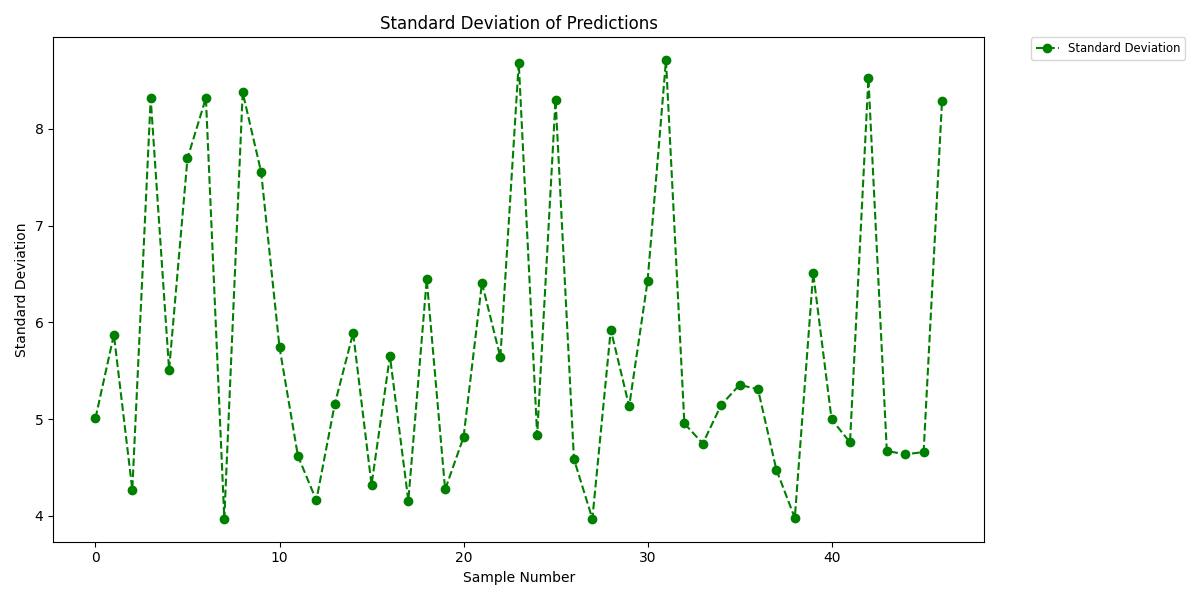 Standard Deviation of Predictions
Standard Deviation
8
7
6
5
4
Standard Deviation
0 10 20 30 40
Sample Number